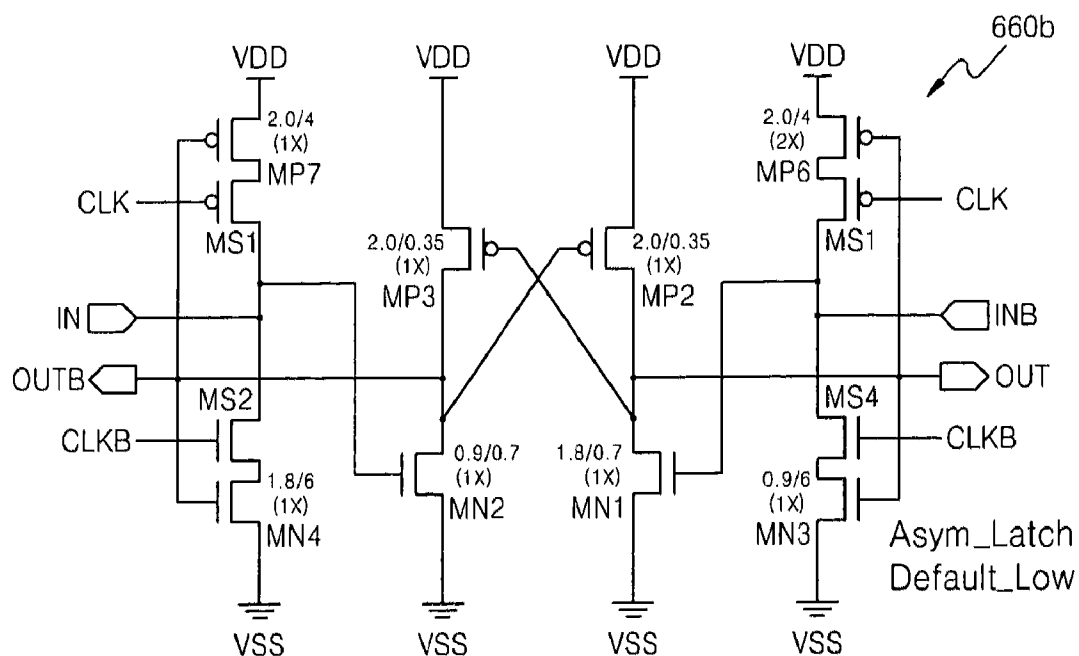 660b
VDD VDD VDD VDD
2.0/4
(1X)
MP7
2.0/4
(2X)
MP6
CLK
MS1
2.0/0.35
(1X)
MP3
2.0/0.35
(1X)
MP2
MS1
CLK
IN
INB
OUTB
OUT
MS2
MS4
CLKB
CLKB
1.8/6
(1X)
MN4
0.9/0.7
(1X)
MN2
1.8/0.7
(1X)
MN1
0.9/6
(1X)
MN3
Asym_Latch
Default_Low
VSS VSS VSS VSS